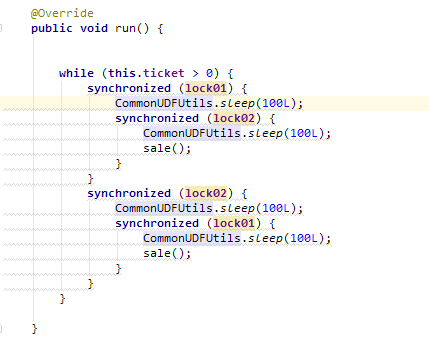 @Override
public void run() {
while (this.ticket > 0) {
synchronized (lock01) {
CommonUDFUtils.sleep(100L);
synchronized (lock02) {
CommonUDFUtils.sleep(100L);
sale();
}
}
synchronized (lock02) {
CommonUDFUtils.sleep(100L);
synchronized (lock01) {
CommonUDFUtils.sleep(100L);
sale();
}
}
}
}